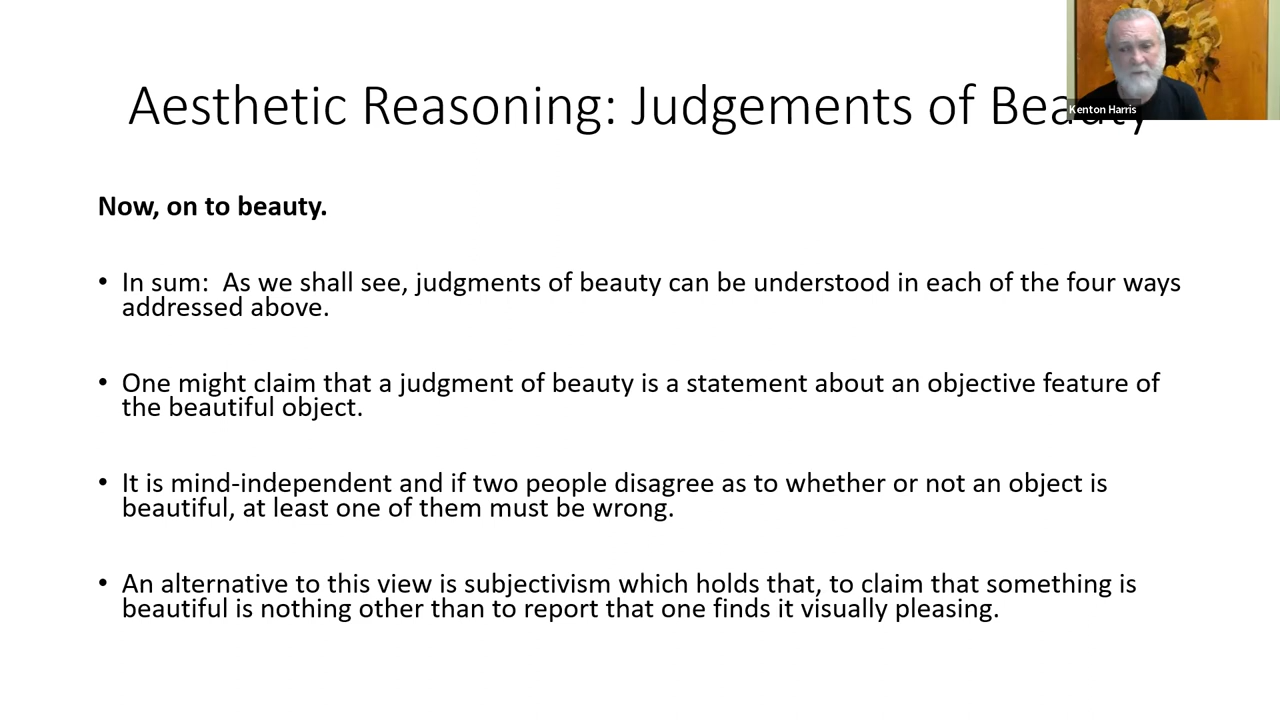 Aesthetic Reasoning: Judgements of Beauty
Kenton Harris
Now, on to beauty.
• In sum:  As we shall see, judgments of beauty can be understood in each of the four ways
addressed above.
• One might claim that a judgment of beauty is a statement about an objective feature of
the beautiful object.
• It is mind-independent and if two people disagree as to whether or not an object is
beautiful, at least one of them must be wrong.
• An alternative to this view is subjectivism which holds that, to claim that something is
beautiful is nothing other than to report that one finds it visually pleasing.